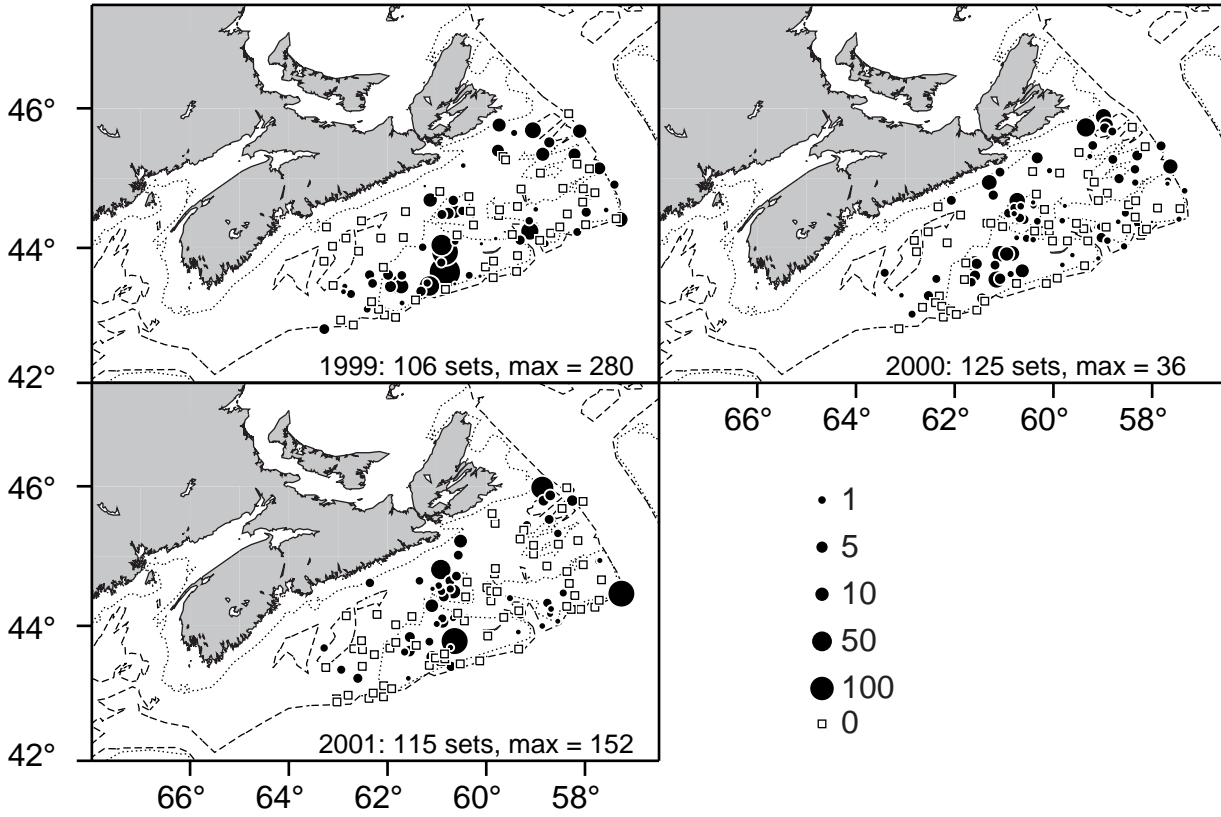 46°
44°
42°
1999: 106 sets, max = 280
2000: 125 sets, max = 36
66° 64° 62° 60° 58°
46°
44°
42°
2001: 115 sets, max = 152
66° 64° 62° 60° 58°
1
5
10
50
100
0